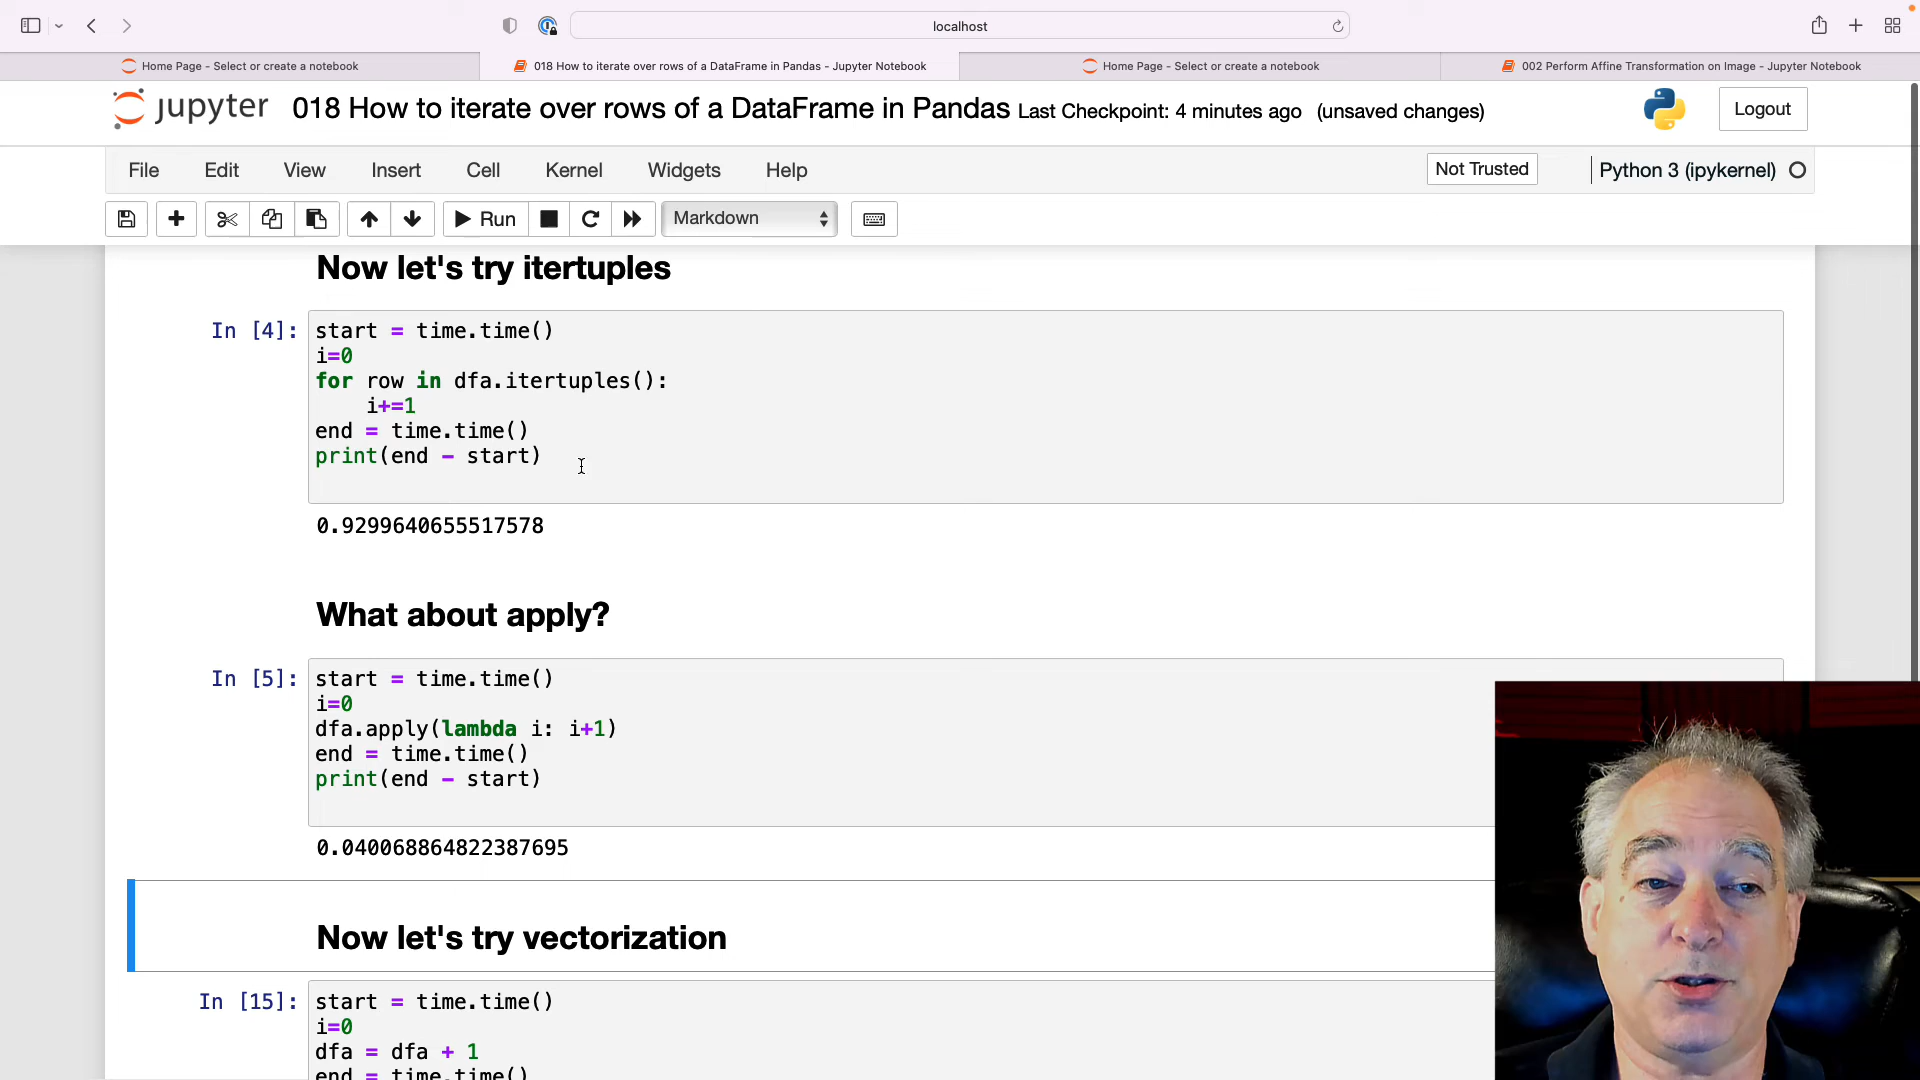 localhost
Home Page - Select or create a notebook
018 How to iterate over rows of a DataFrame in Pandas - Jupyter Notebook
Home Page - Select or create a notebook
002 Perform Affine Transformation on Image - Jupyter Notebook
jupyter 018 How to iterate over rows of a DataFrame in Pandas Last Checkpoint: 4 minutes ago (unsaved changes)
Logout
File Edit View Insert Cell Kernel Widgets Help
Not Trusted
Python 3 (ipykernel)
Run
Markdown
Now let's try itertuples
In [4]: start = time.time()
i=0
for row in dfa.itertuples():
    i+=1
end = time.time()
print(end - start)
0.9299640655517578
What about apply?
In [5]: start = time.time()
i=0
dfa.apply(lambda i: i+1)
end = time.time()
print(end - start)
0.040068864822387695
Now let's try vectorization
In [15]: start = time.time()
i=0
dfa = dfa + 1
end = time.time()